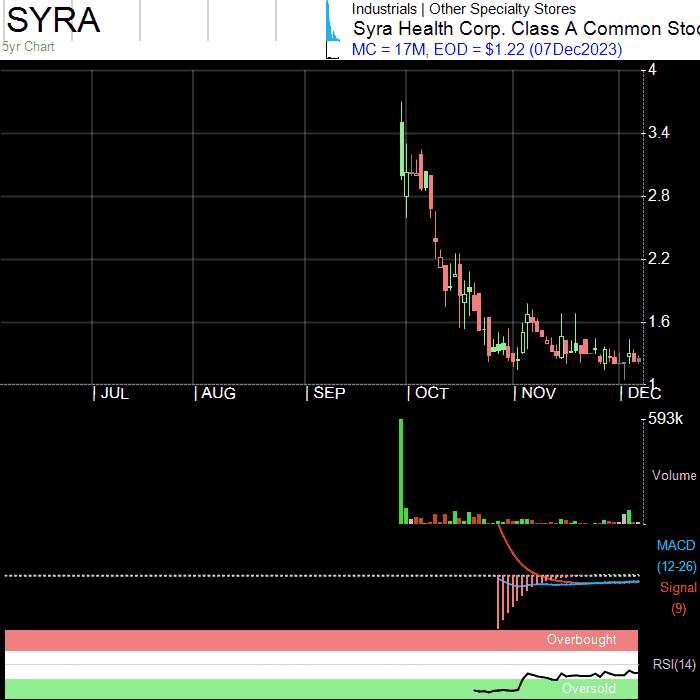 SYRA
5yr Chart
Industrials | Other Specialty Stores
Syra Health Corp. Class A Common Stoc
MC = 17M, EOD = $1.22 (07Dec2023)
4
3.4
2.8
2.2
1.6
1
JUL AUG SEP OCT NOV DEC
593k
Volume
MACD
(12-26)
Signal
(9)
Overbought
RSI(14)
Oversold